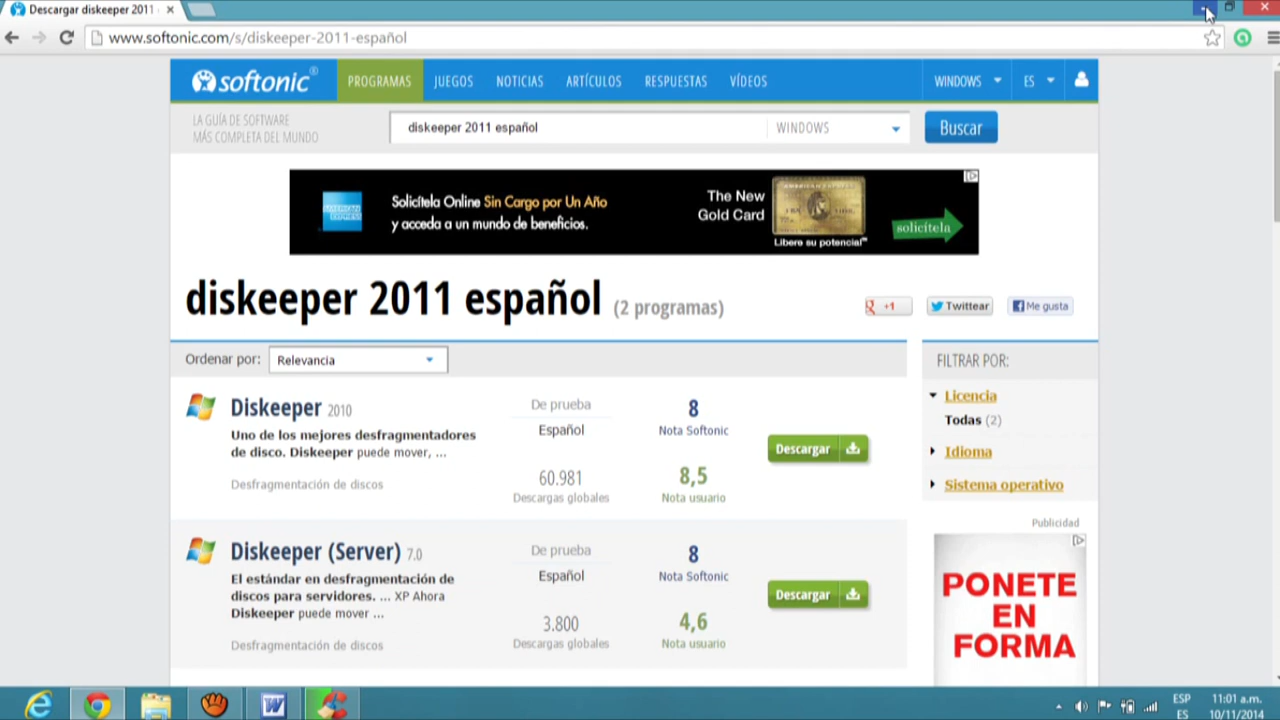 Descargar diskeeper 2011
www.softonic.com/s/diskeeper-2011-español
softonic®
PROGRAMAS
JUEGOS
NOTICIAS
ARTÍCULOS
RESPUESTAS
VÍDEOS
WINDOWS
ES
LA GUÍA DE SOFTWARE
MÁS COMPLETA DEL MUNDO
diskeeper 2011 español
WINDOWS
Buscar
AMERICAN EXPRESS
Solicítela Online Sin Cargo por Un Año
y acceda a un mundo de beneficios.
The New
Gold Card
AMERICAN EXPRESS
Libere su potencial℠
solicítela
diskeeper 2011 español (2 programas)
+1
Twittear
Me gusta
Ordenar por:
Relevancia
FILTRAR POR:
Licencia
Todas (2)
Idioma
Sistema operativo
Diskeeper 2010
Uno de los mejores desfragmentadores
de disco. Diskeeper puede mover, ...
Desfragmentación de discos
De prueba
Español
60.981
Descargas globales
8
Nota Softonic
8,5
Nota usuario
Descargar
Diskeeper (Server) 7.0
El estándar en desfragmentación de
discos para servidores. ... XP Ahora
Diskeeper puede mover ...
Desfragmentación de discos
De prueba
Español
3.800
Descargas globales
8
Nota Softonic
4,6
Nota usuario
Descargar
Publicidad
PONETE
EN
FORMA
ESP
ES
11:01 a.m.
10/11/2014